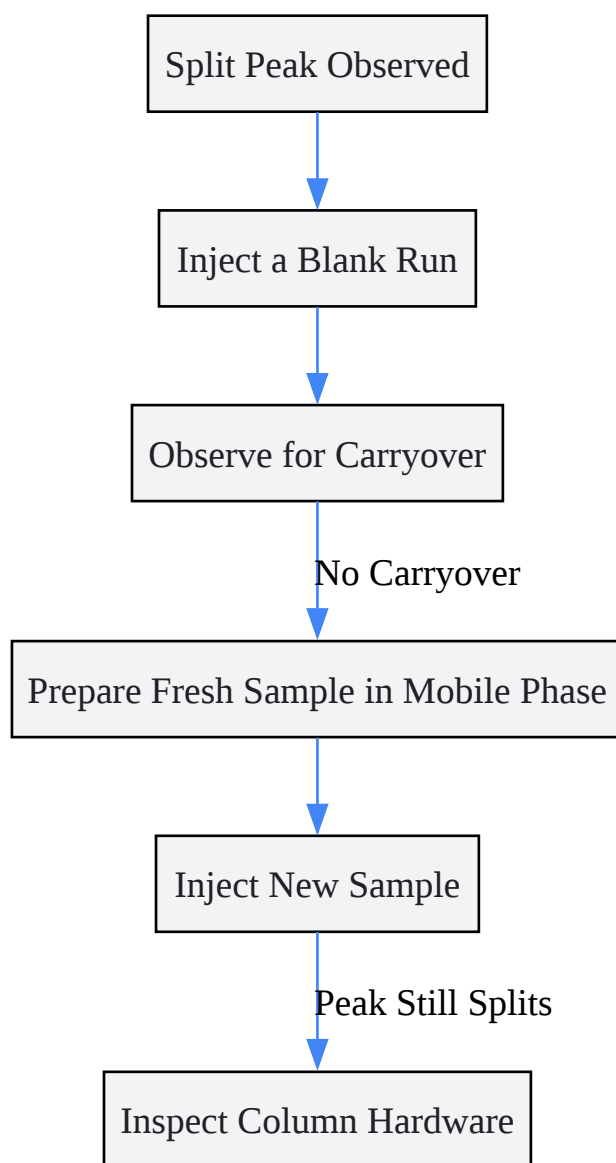 Split Peak Observed
Inject a Blank Run
Observe for Carryover
No Carryover
Prepare Fresh Sample in Mobile Phase
Inject New Sample
Peak Still Splits
Inspect Column Hardware